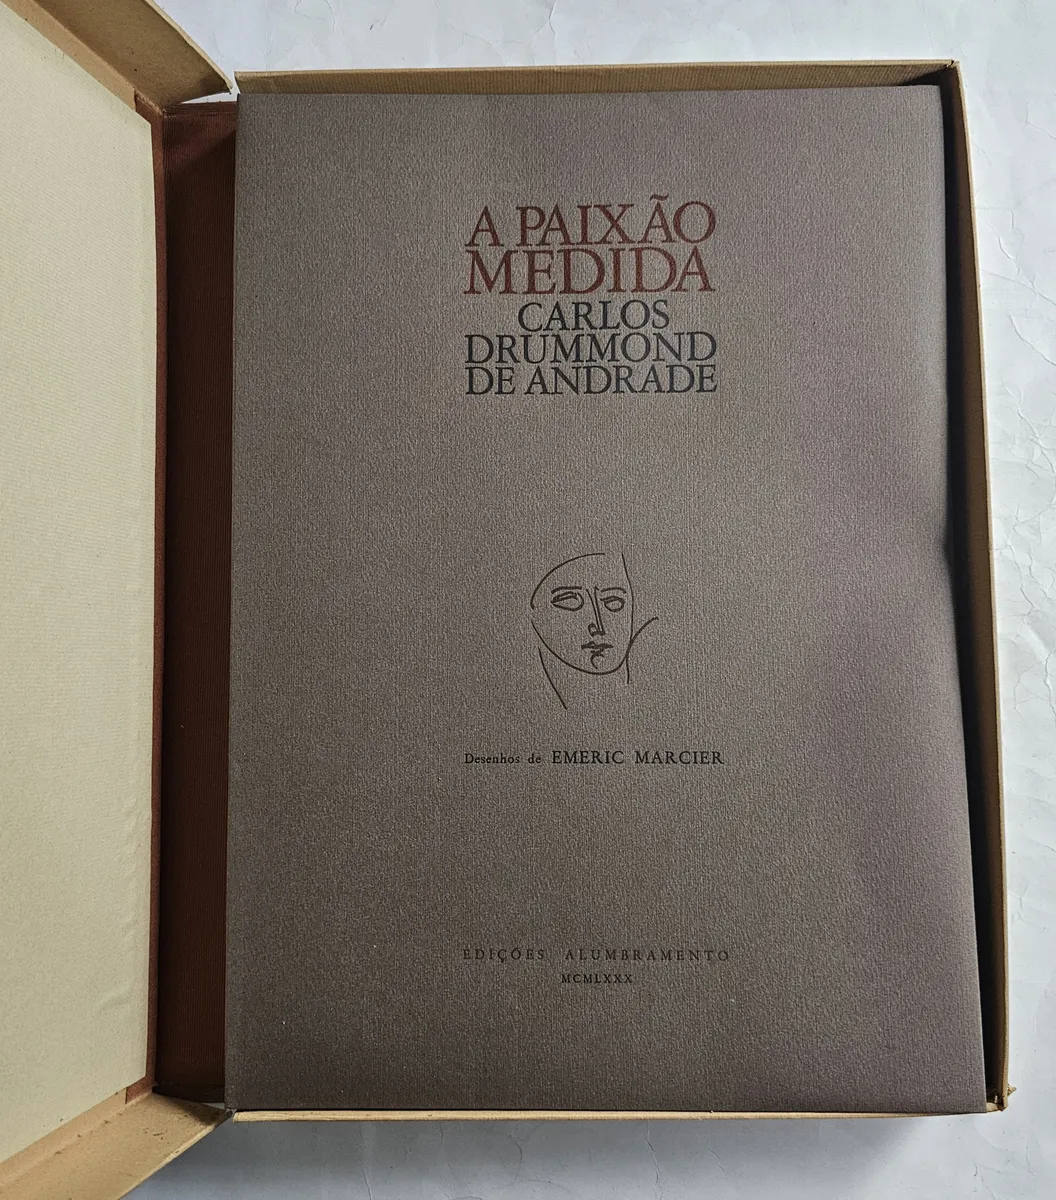 A PAIXÃO
MEDIDA
CARLOS
DRUMMOND
DE ANDRADE
Desenhos de EMERIC MARCIER
EDIÇÕES ALUMBRAMENTO
MCMLXXX